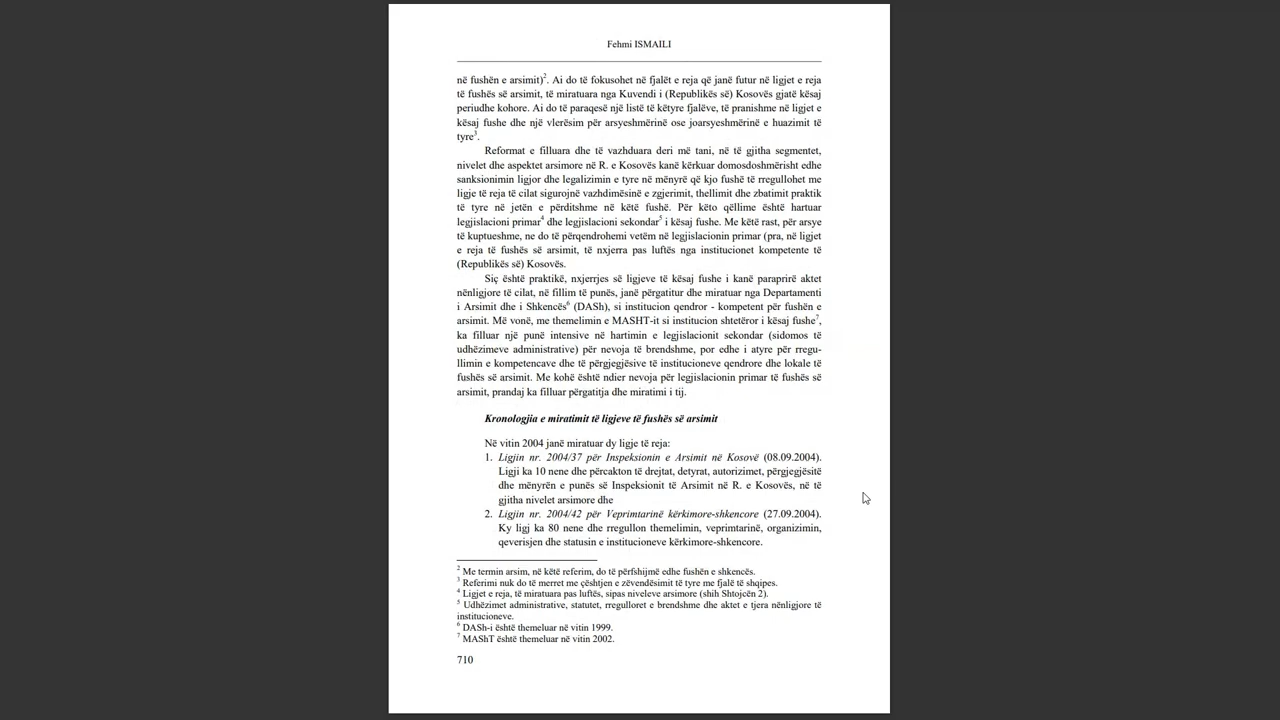 Fehmi ISMAILI
në fushën e arsimit)2. Ai do të fokusohet në fjalët e reja që janë futur në ligjet e reja
të fushës së arsimit, të miratuara nga Kuvendi i (Republikës së) Kosovës gjatë kësaj
periudhe kohore. Ai do të paraqesë një listë të këtyre fjalëve, të pranishme në ligjet e
kësaj fushe dhe një vlerësim për arsyeshmërinë ose joarsyeshmërinë e huazimit të
tyre3.
Reformat e filluara dhe të vazhduara deri më tani, në të gjitha segmentet,
nivelet dhe aspektet arsimore në R. e Kosovës kanë kërkuar domosdoshmërisht edhe
sanksionimin ligjor dhe legalizimin e tyre në mënyrë që kjo fushë të rregullohet me
ligje të reja të cilat sigurojnë vazhdimësinë e zgjerimit, thellimit dhe zbatimit praktik
të tyre në jetën e përditshme në këtë fushë. Për këto qëllime është hartuar
legjislacioni primar4 dhe legjislacioni sekondar5 i kësaj fushe. Me këtë rast, për arsye
të kuptueshme, ne do të përqendrohemi vetëm në legjislacionin primar (pra, në ligjet
e reja të fushës së arsimit, të nxjerra pas luftës nga institucionet kompetente të
(Republikës së) Kosovës.
Siç është praktikë, nxjerrjes së ligjeve të kësaj fushe i kanë paraprirë aktet
nënligjore të cilat, në fillim të punës, janë përgatitur dhe miratuar nga Departamenti
i Arsimit dhe i Shkencës6 (DASh), si institucion qendror - kompetent për fushën e
arsimit. Më vonë, me themelimin e MASHT-it si institucion shtetëror i kësaj fushe7,
ka filluar një punë intensive në hartimin e legjislacionit sekondar (sidomos të
udhëzimeve administrative) për nevoja të brendshme, por edhe i atyre për rregu-
llimin e kompetencave dhe të përgjegjësive të institucioneve qendrore dhe lokale të
fushës së arsimit. Me kohë është ndier nevoja për legjislacionin primar të fushës së
arsimit, prandaj ka filluar përgatitja dhe miratimi i tij.
Kronologjia e miratimit të ligjeve të fushës së arsimit
Në vitin 2004 janë miratuar dy ligje të reja:
1. Ligjin nr. 2004/37 për Inspeksionin e Arsimit në Kosovë (08.09.2004).
Ligji ka 10 nene dhe përcakton të drejtat, detyrat, autorizimet, përgjegjësitë
dhe mënyrën e punës së Inspeksionit të Arsimit në R. e Kosovës, në të
gjitha nivelet arsimore dhe
2. Ligjin nr. 2004/42 për Veprimtarinë kërkimore-shkencore (27.09.2004).
Ky ligj ka 80 nene dhe rregullon themelimin, veprimtarinë, organizimin,
qeverisjen dhe statusin e institucioneve kërkimore-shkencore.
2 Me termin arsim, në këtë referim, do të përfshijmë edhe fushën e shkencës.
3 Referimi nuk do të merret me çështjen e zëvendësimit të tyre me fjalë të shqipes.
4 Ligjet e reja, të miratuara pas luftës, sipas niveleve arsimore (shih Shtojcën 2).
5 Udhëzimet administrative, statutet, rregulloret e brendshme dhe aktet e tjera nënligjore të
institucioneve.
6 DASh-i është themeluar në vitin 1999.
7 MAShT është themeluar në vitin 2002.
710